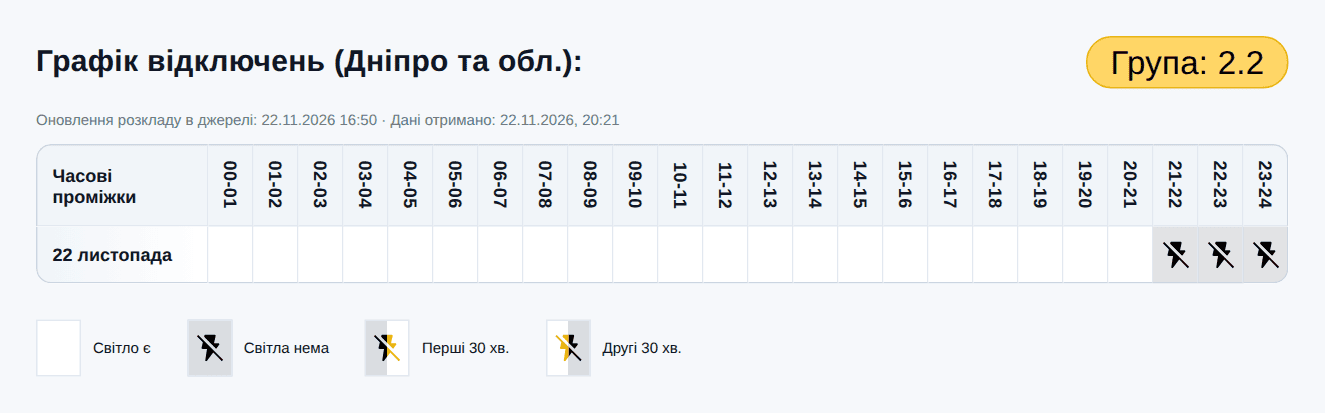 Графік відключень (Дніпро та обл.):
Група: 2.2
Оновлення розкладу в джерелі: 22.11.2026 16:50 · Дані отримано: 22.11.2026, 20:21
Часові
проміжки
00-01
01-02
02-03
03-04
04-05
05-06
06-07
07-08
08-09
09-10
10-11
11-12
12-13
13-14
14-15
15-16
16-17
17-18
18-19
19-20
20-21
21-22
22-23
23-24
22 листопада
Світло є
Світла нема
Перші 30 хв.
Другі 30 хв.